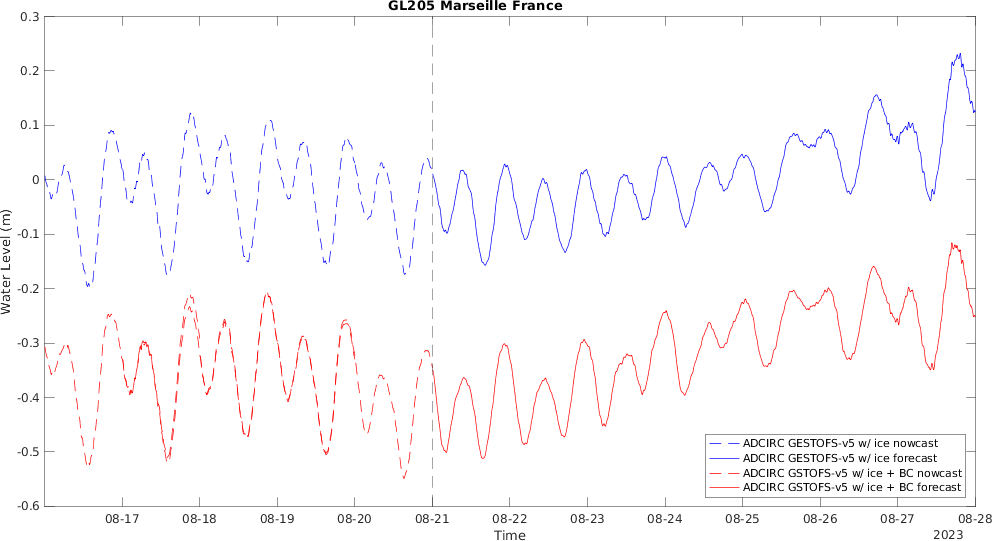 GL205 Marseille France
0.3
0.2
0.1
0
-0.1
-0.2
-0.3
-0.4
-0.5
-0.6
Water Level (m)
ADCIRC GESTOFS-v5 w/ ice nowcast
ADCIRC GESTOFS-v5 w/ ice forecast
ADCIRC GSTOFS-v5 w/ ice + BC nowcast
ADCIRC GSTOFS-v5 w/ ice + BC forecast
08-17 08-18 08-19 08-20 08-21 08-22 08-23 08-24 08-25 08-26 08-27 08-28
Time
2023